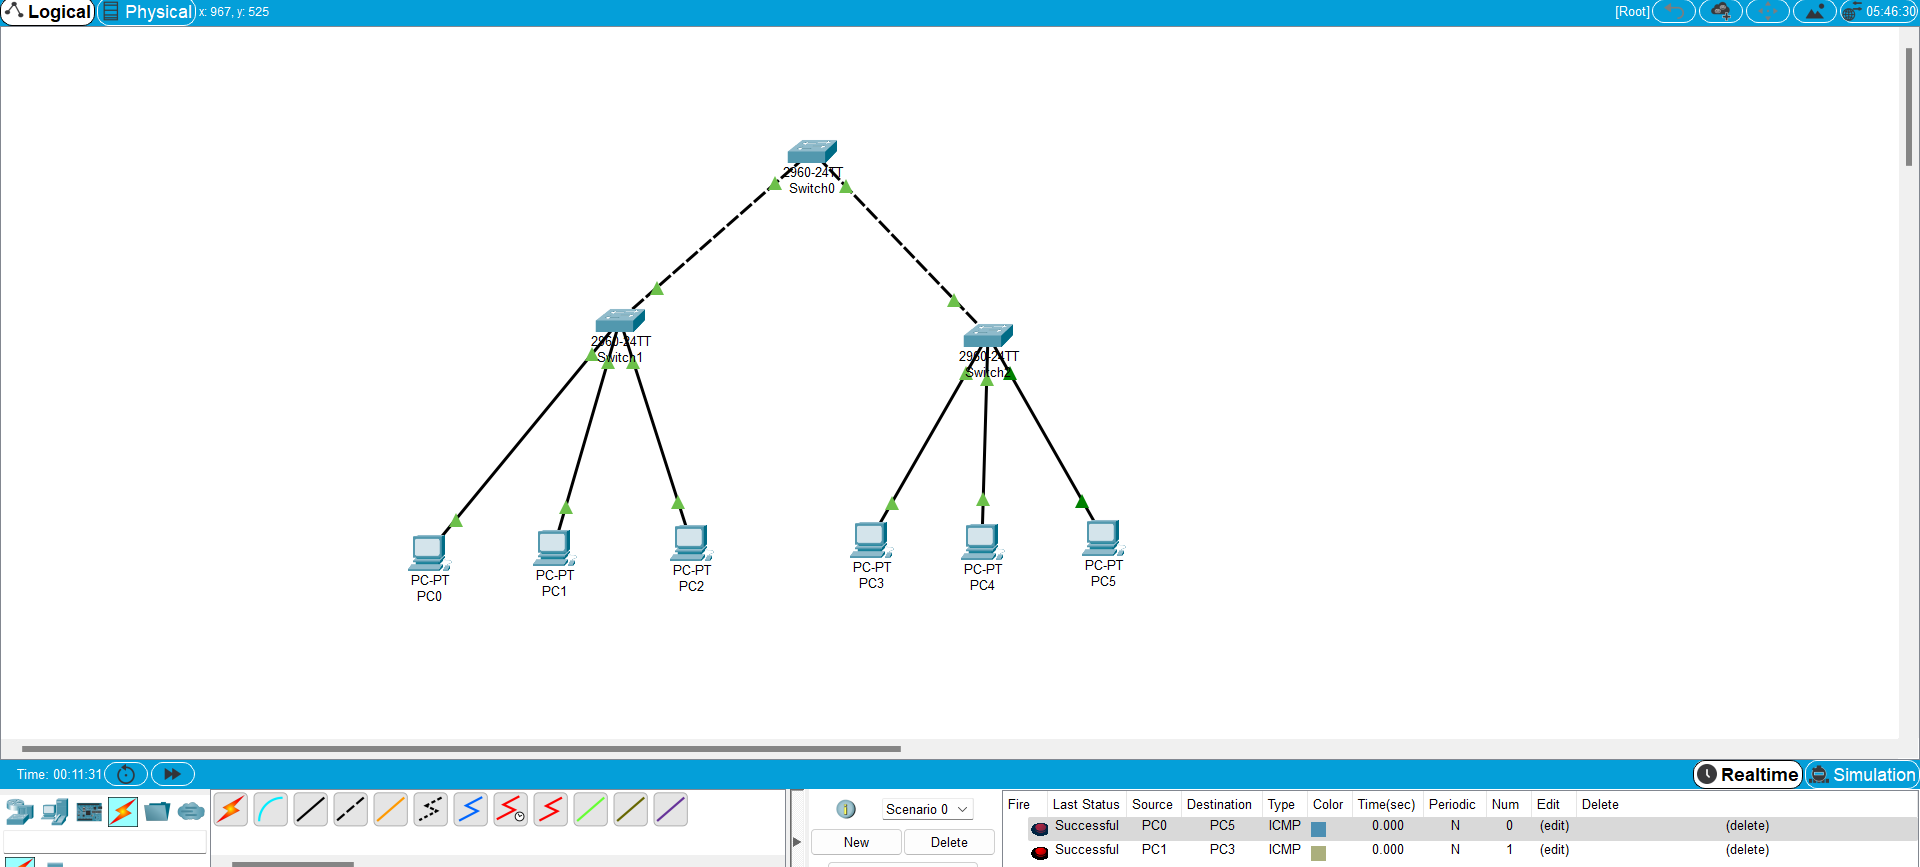 Logical Physical x: 967, y: 525 [Root] 05:46:30
2960-24TT
Switch0
2960-24TT
Switch1
2960-24TT
Switch2
PC-PT
PC0
PC-PT
PC1
PC-PT
PC2
PC-PT
PC3
PC-PT
PC4
PC-PT
PC5
Time: 00:11:31 Realtime Simulation
Scenario 0
New Delete
Fire Last Status Source Destination Type Color Time(sec) Periodic Num Edit Delete
Successful PC0 PC5 ICMP 0.000 N 0 (edit) (delete)
Successful PC1 PC3 ICMP 0.000 N 1 (edit) (delete)